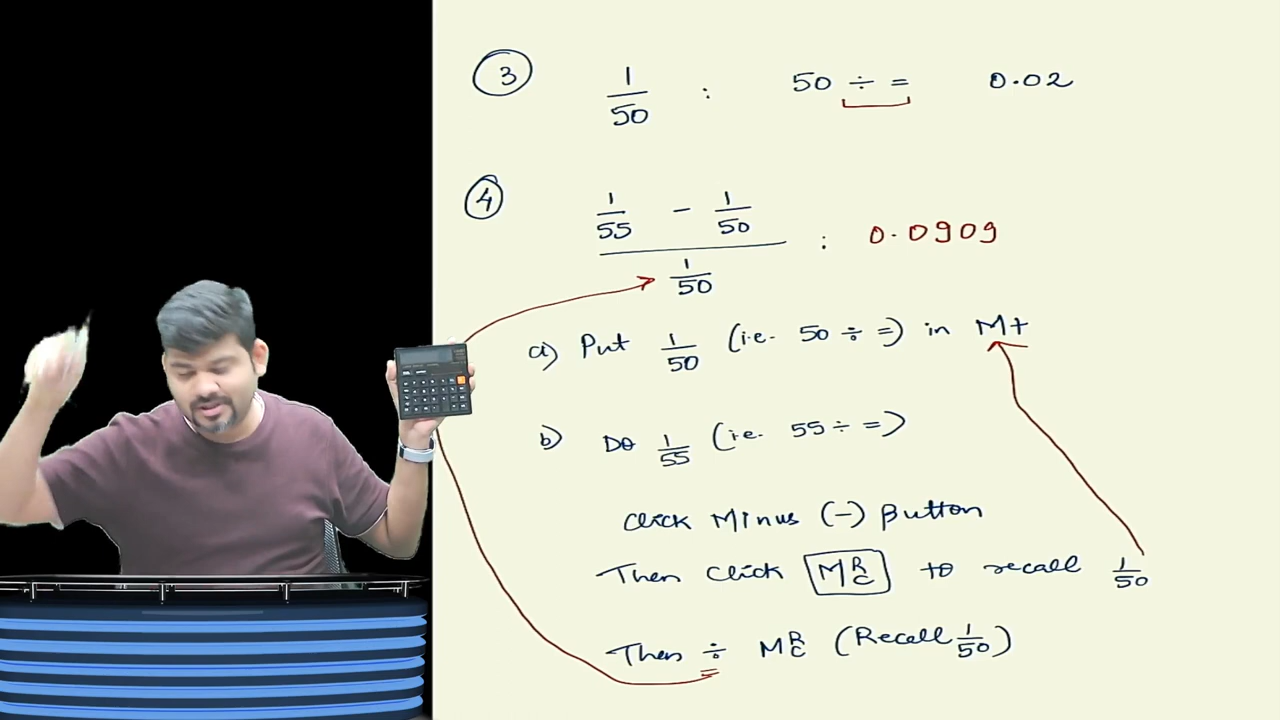 3 1/50 : 50 ÷ = 0.02
4 (1/55 - 1/50) / (1/50) : 0.0909
a) Put 1/50 (i.e. 50 ÷ =) in M+
b) Do 1/55 (i.e. 55 ÷ =)
click Minus (-) Button
Then click MRC to recall 1/50
Then ÷ MRC (Recall 1/50)